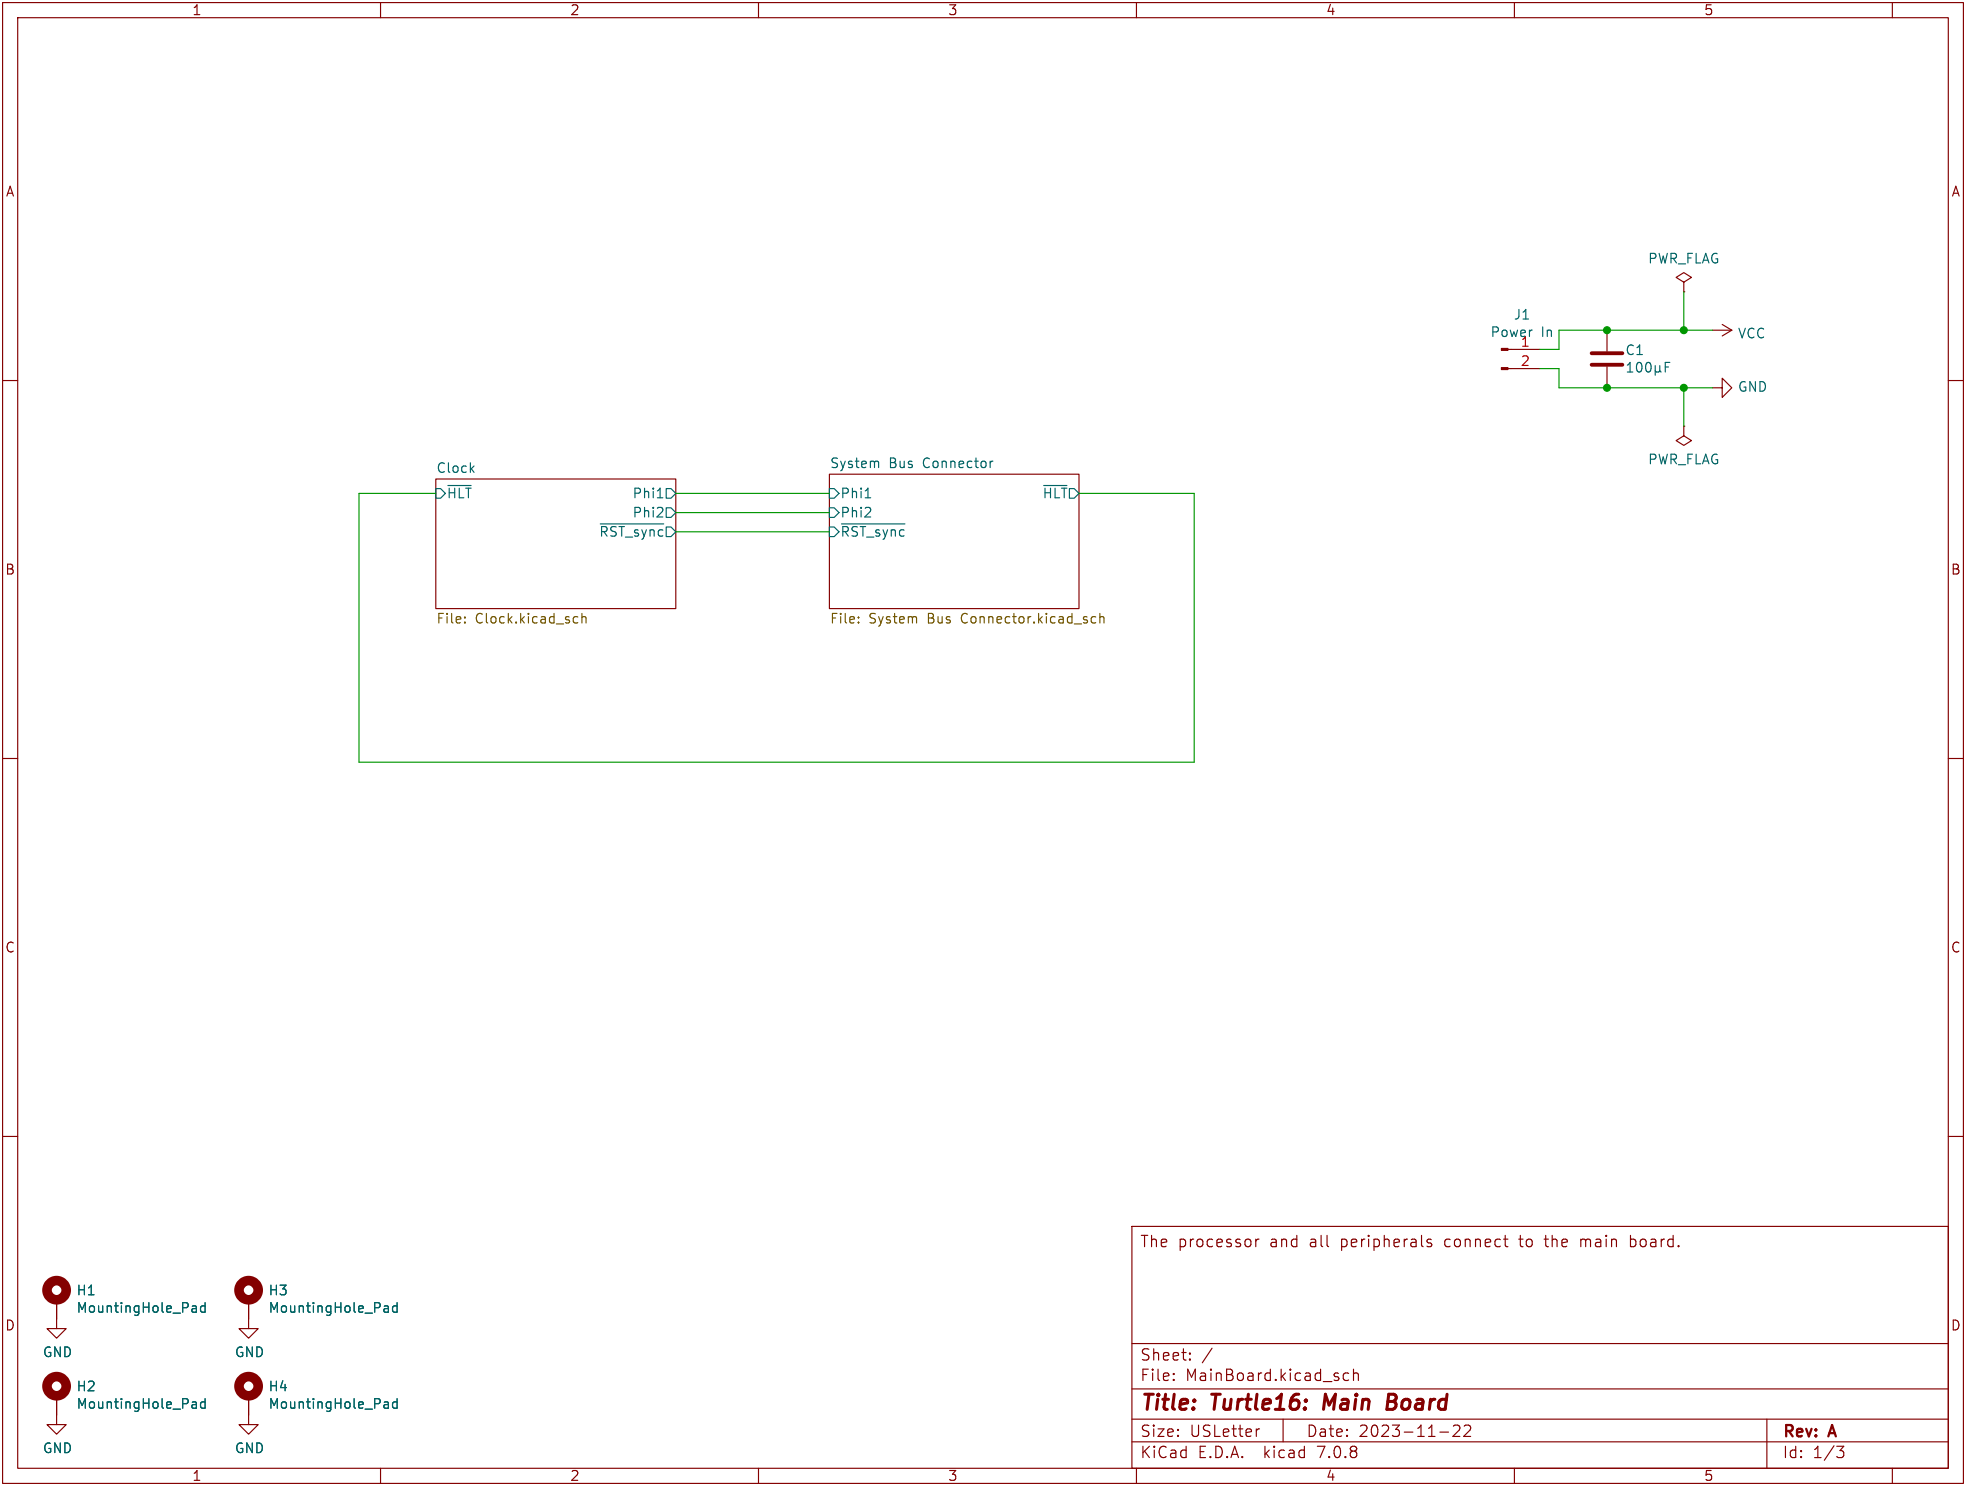 1 2 3 4 5
A A
PWR_FLAG
J1
Power In
1
VCC
2
C1
100µF
GND
PWR_FLAG
Clock
System Bus Connector
HLT Phi1 Phi1 HLT
Phi2 Phi2
RST_sync RST_sync
B B
File: Clock.kicad_sch
File: System Bus Connector.kicad_sch
C C
The processor and all peripherals connect to the main board.
H1
MountingHole_Pad
GND
H3
MountingHole_Pad
GND
D D
H2
MountingHole_Pad
GND
H4
MountingHole_Pad
GND
Sheet: /
File: MainBoard.kicad_sch
Title: Turtle16: Main Board
Size: USLetter Date: 2023-11-22 Rev: A
KiCad E.D.A. kicad 7.0.8 Id: 1/3
1 2 3 4 5